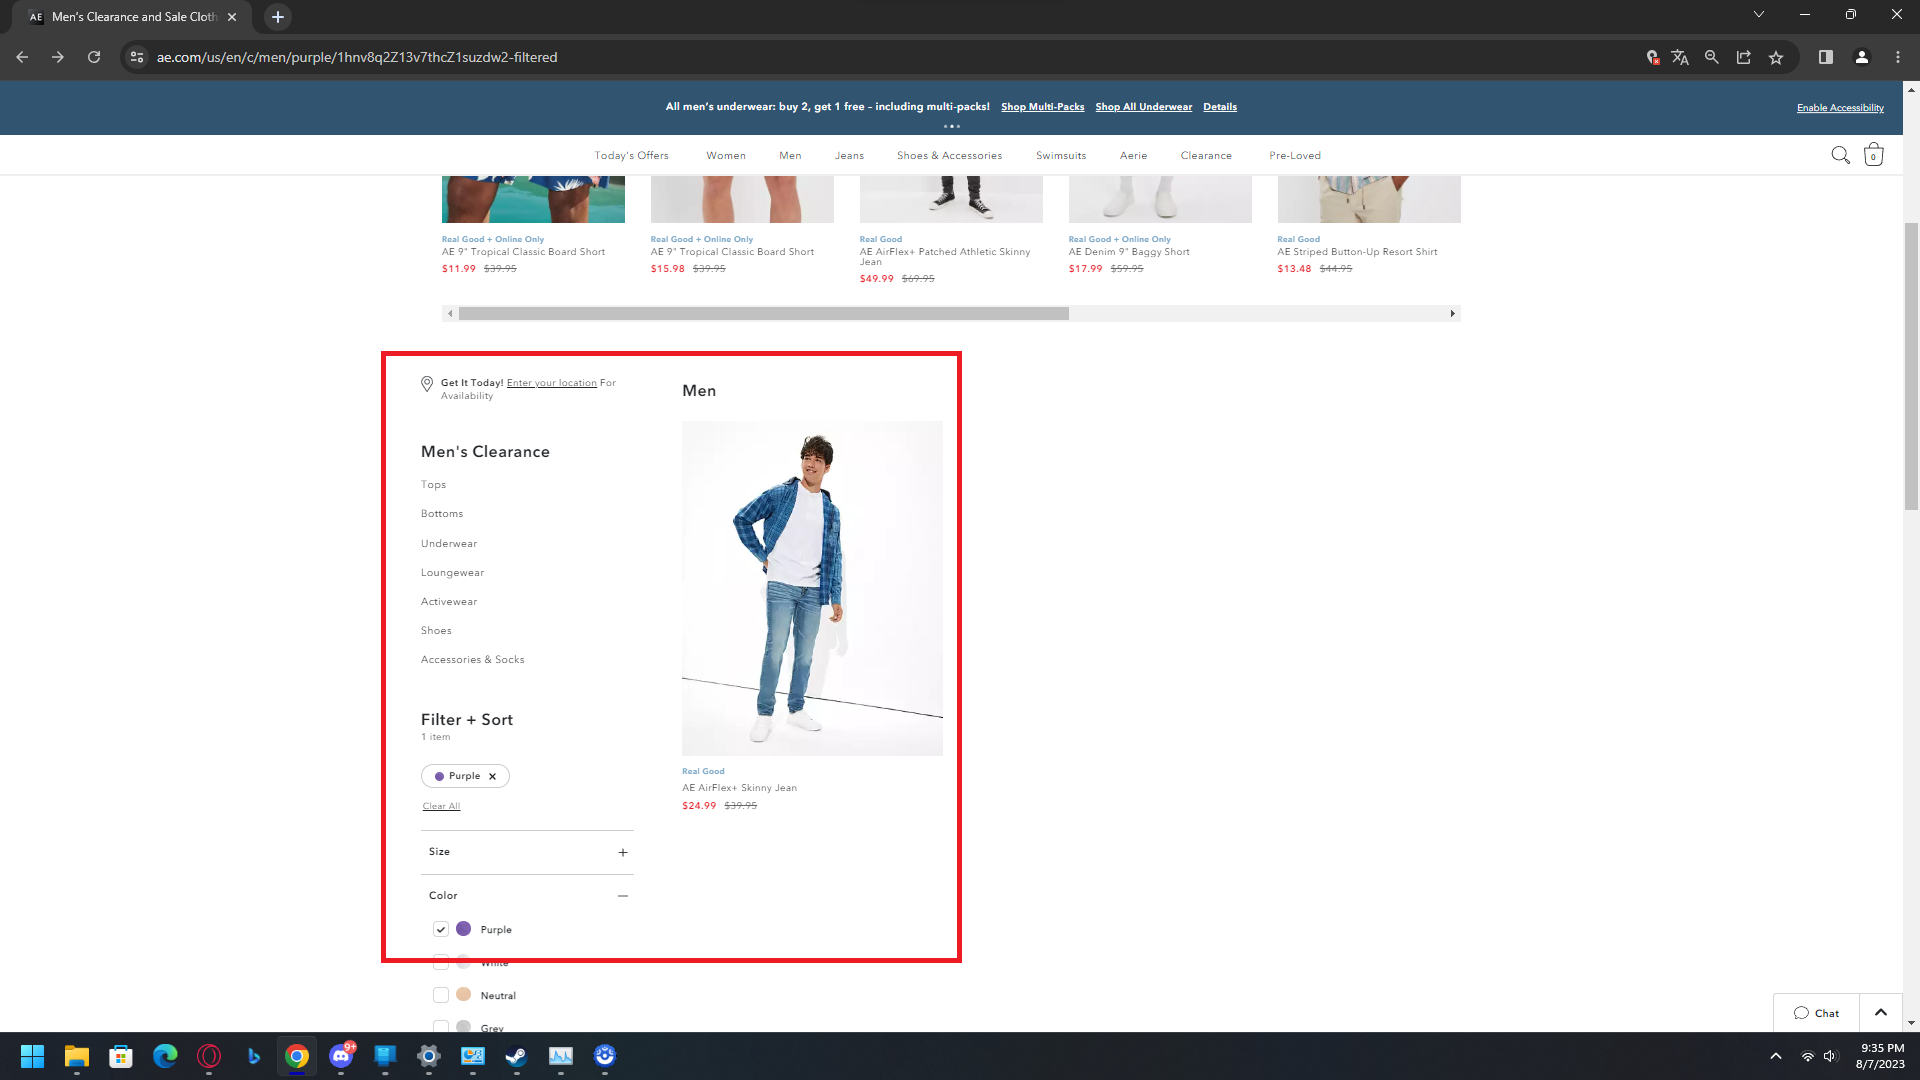 AE Men's Clearance and Sale Cloth
ae.com/us/en/c/men/purple/1hnv8q2Z13v7thcZ1suzdw2-filtered
All men's underwear: buy 2, get 1 free – including multi-packs! Shop Multi-Packs Shop All Underwear Details
Enable Accessibility
Today's Offers Women Men Jeans Shoes & Accessories Swimsuits Aerie Clearance Pre-Loved
0
Real Good + Online Only
AE 9" Tropical Classic Board Short
$11.99 $39.95
Real Good + Online Only
AE 9" Tropical Classic Board Short
$15.98 $39.95
Real Good
AE AirFlex+ Patched Athletic Skinny
Jean
$49.99 $69.95
Real Good + Online Only
AE Denim 9" Baggy Short
$17.99 $59.95
Real Good
AE Striped Button-Up Resort Shirt
$13.48 $44.95
Get It Today! Enter your location For
Availability
Men's Clearance
Tops
Bottoms
Underwear
Loungewear
Activewear
Shoes
Accessories & Socks
Filter + Sort
1 item
Purple
Clear All
Size
Color
Purple
White
Neutral
Grey
Men
Real Good
AE AirFlex+ Skinny Jean
$24.99 $39.95
Chat
9+
9:35 PM
8/7/2023